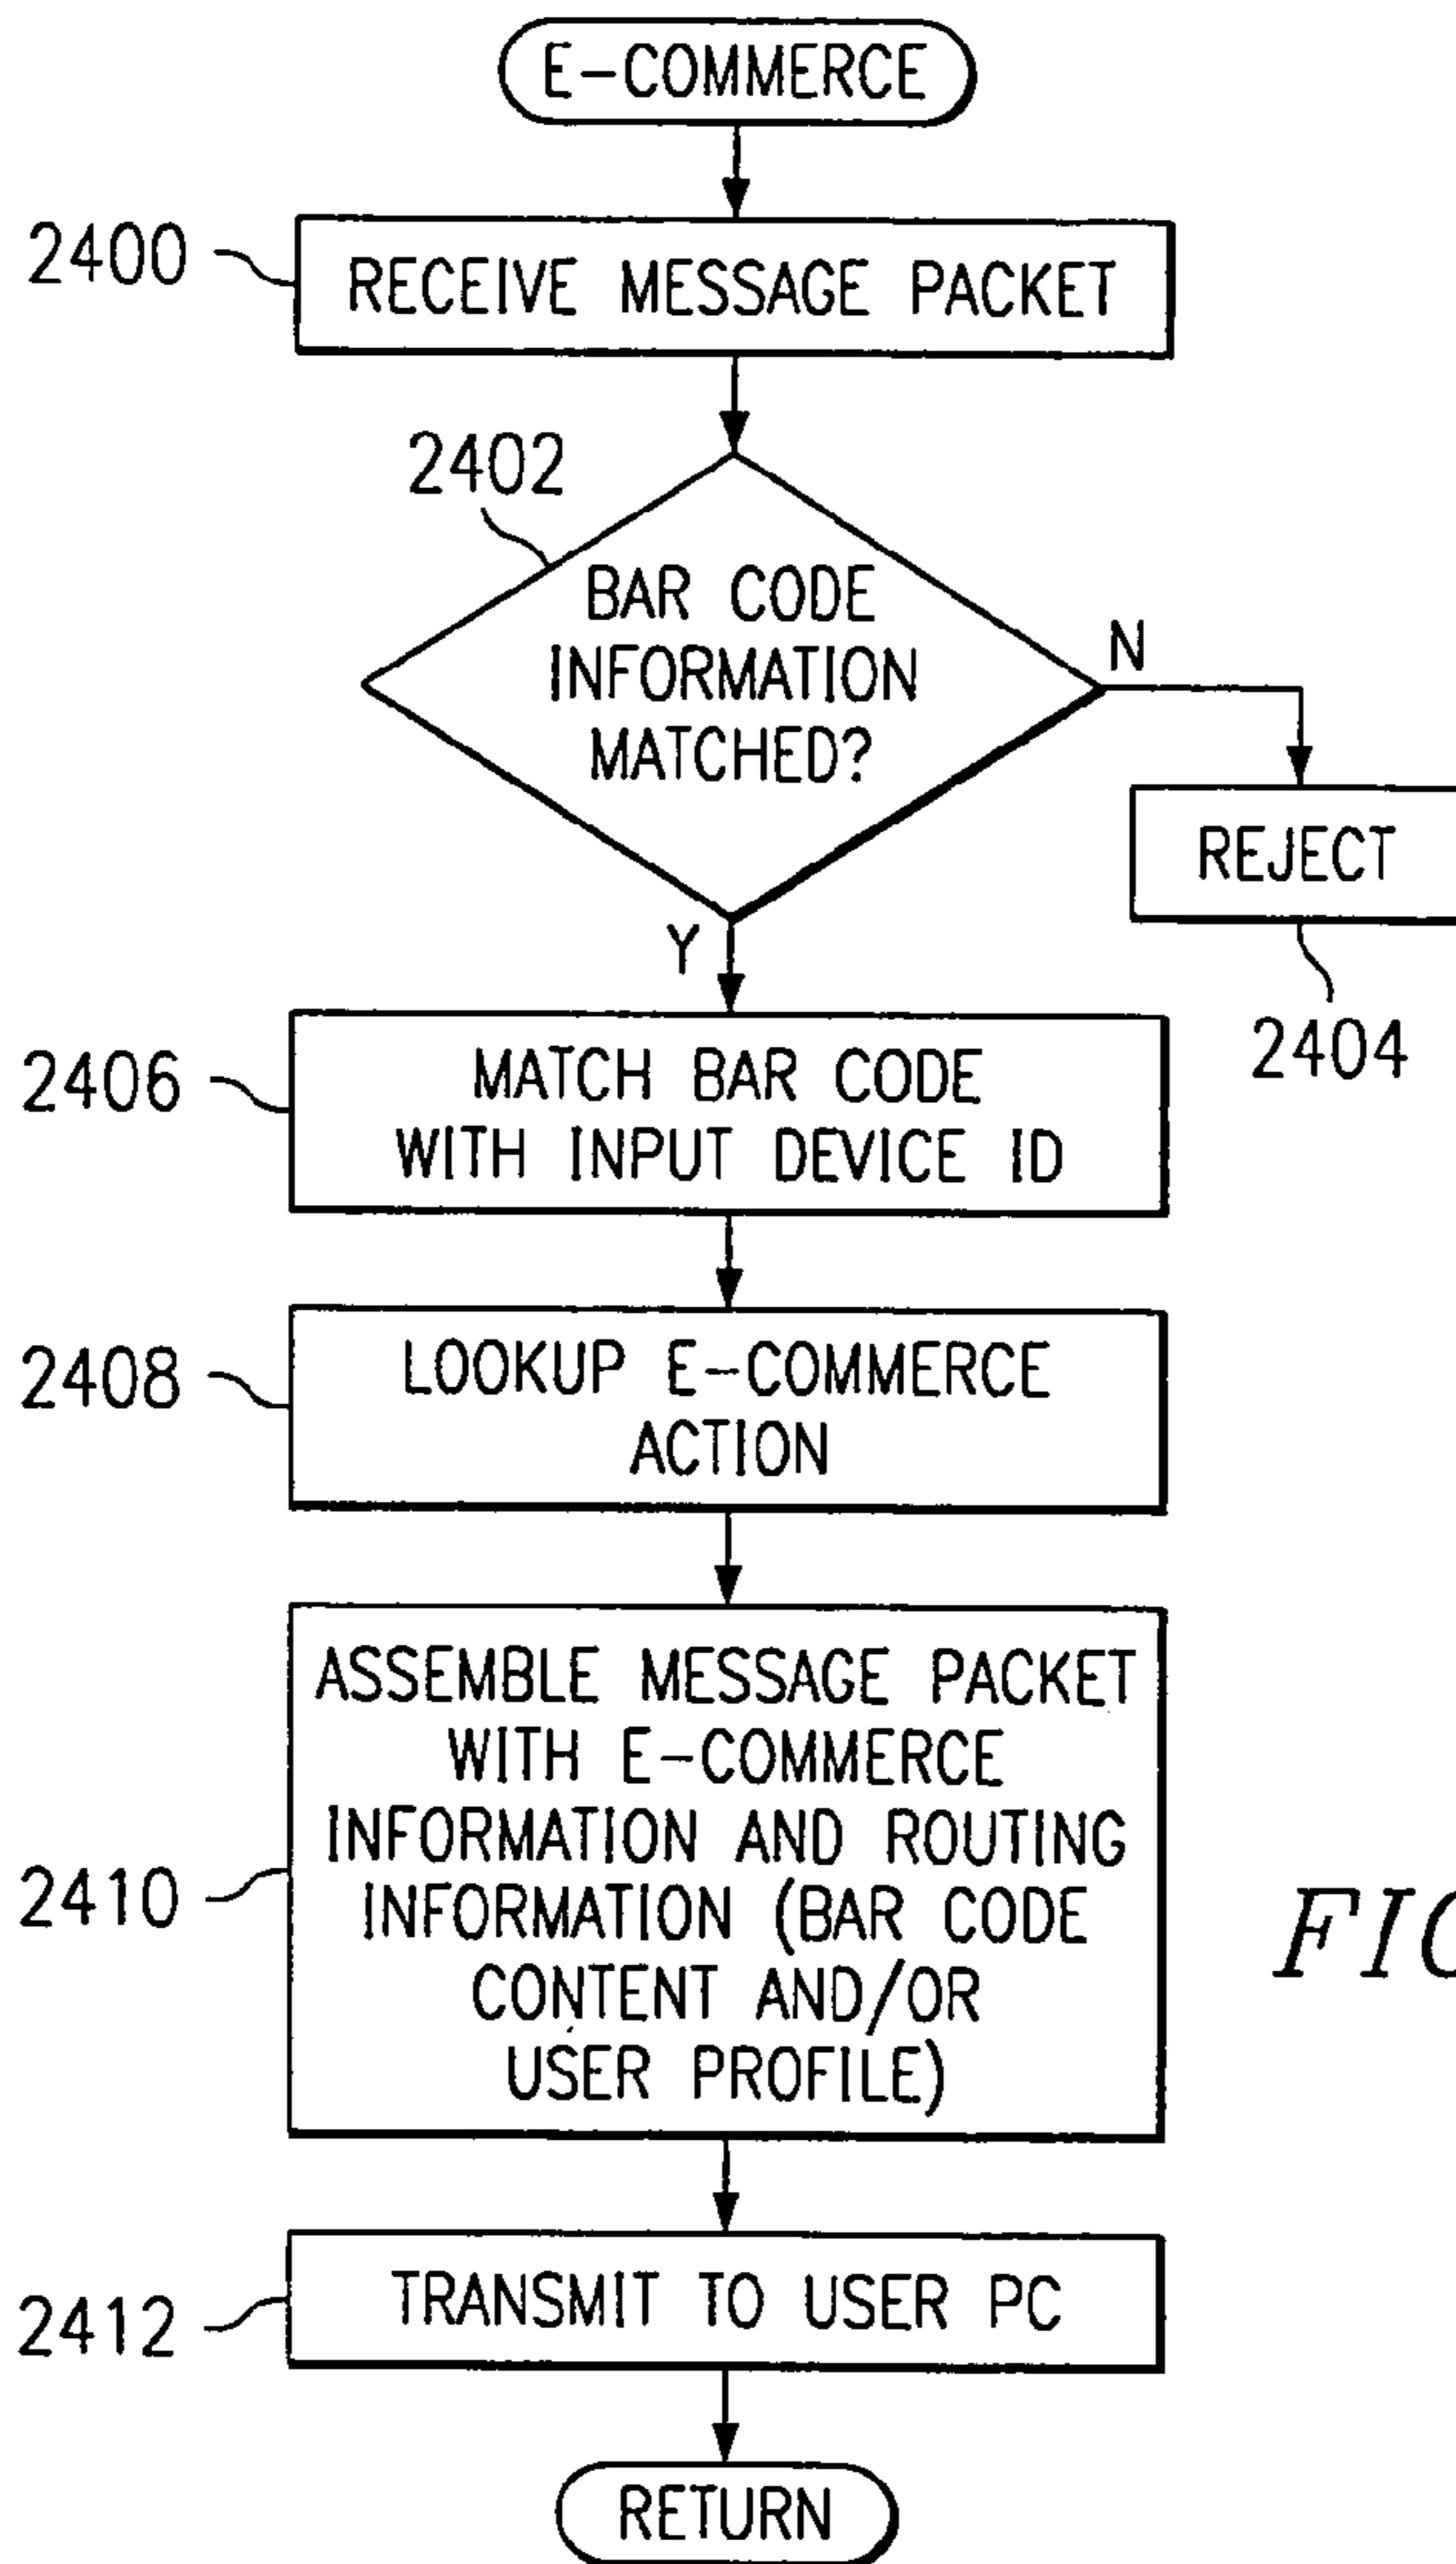 E-COMMERCE
2400
RECEIVE MESSAGE PACKET
2402
BAR CODE
INFORMATION
MATCHED?
N
REJECT
2404
Y
2406
MATCH BAR CODE
WITH INPUT DEVICE ID
2408
LOOKUP E-COMMERCE
ACTION
2410
ASSEMBLE MESSAGE PACKET
WITH E-COMMERCE
INFORMATION AND ROUTING
INFORMATION (BAR CODE
CONTENT AND/OR
USER PROFILE)
2412
TRANSMIT TO USER PC
RETURN